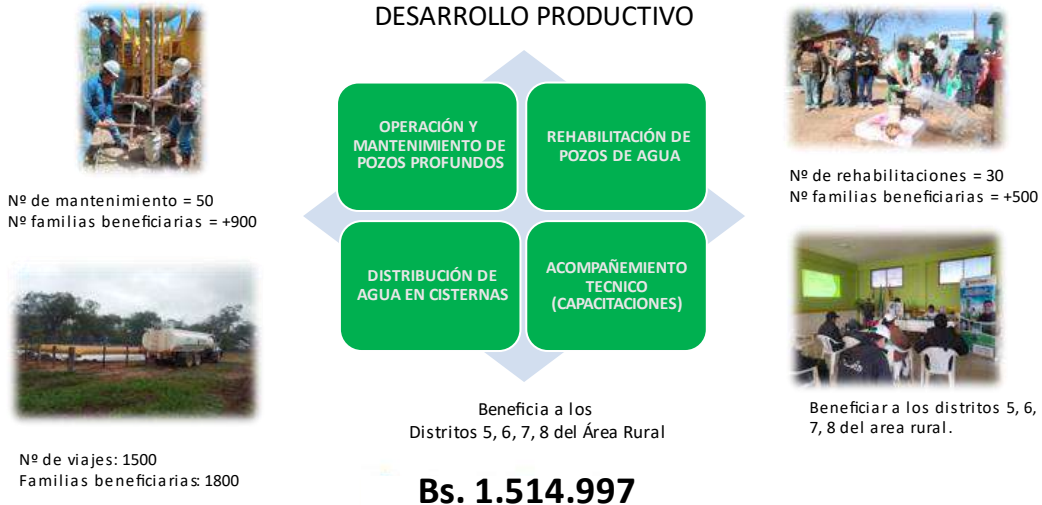 DESARROLLO PRODUCTIVO
OPERACIÓN Y
MANTENIMIENTO DE
POZOS PROFUNDOS
REHABILITACIÓN DE
POZOS DE AGUA
Nº de mantenimiento = 50
Nº familias beneficiarias = +900
Nº de rehabilitaciones = 30
Nº familias beneficiarias = +500
DISTRIBUCIÓN DE
AGUA EN CISTERNAS
ACOMPAÑEMIENTO
TECNICO
(CAPACITACIONES)
Nº de viajes: 1500
Familias beneficiarias: 1800
Beneficia a los
Distritos 5, 6, 7, 8 del Área Rural
Beneficiar a los distritos 5, 6,
7, 8 del area rural.
Bs. 1.514.997